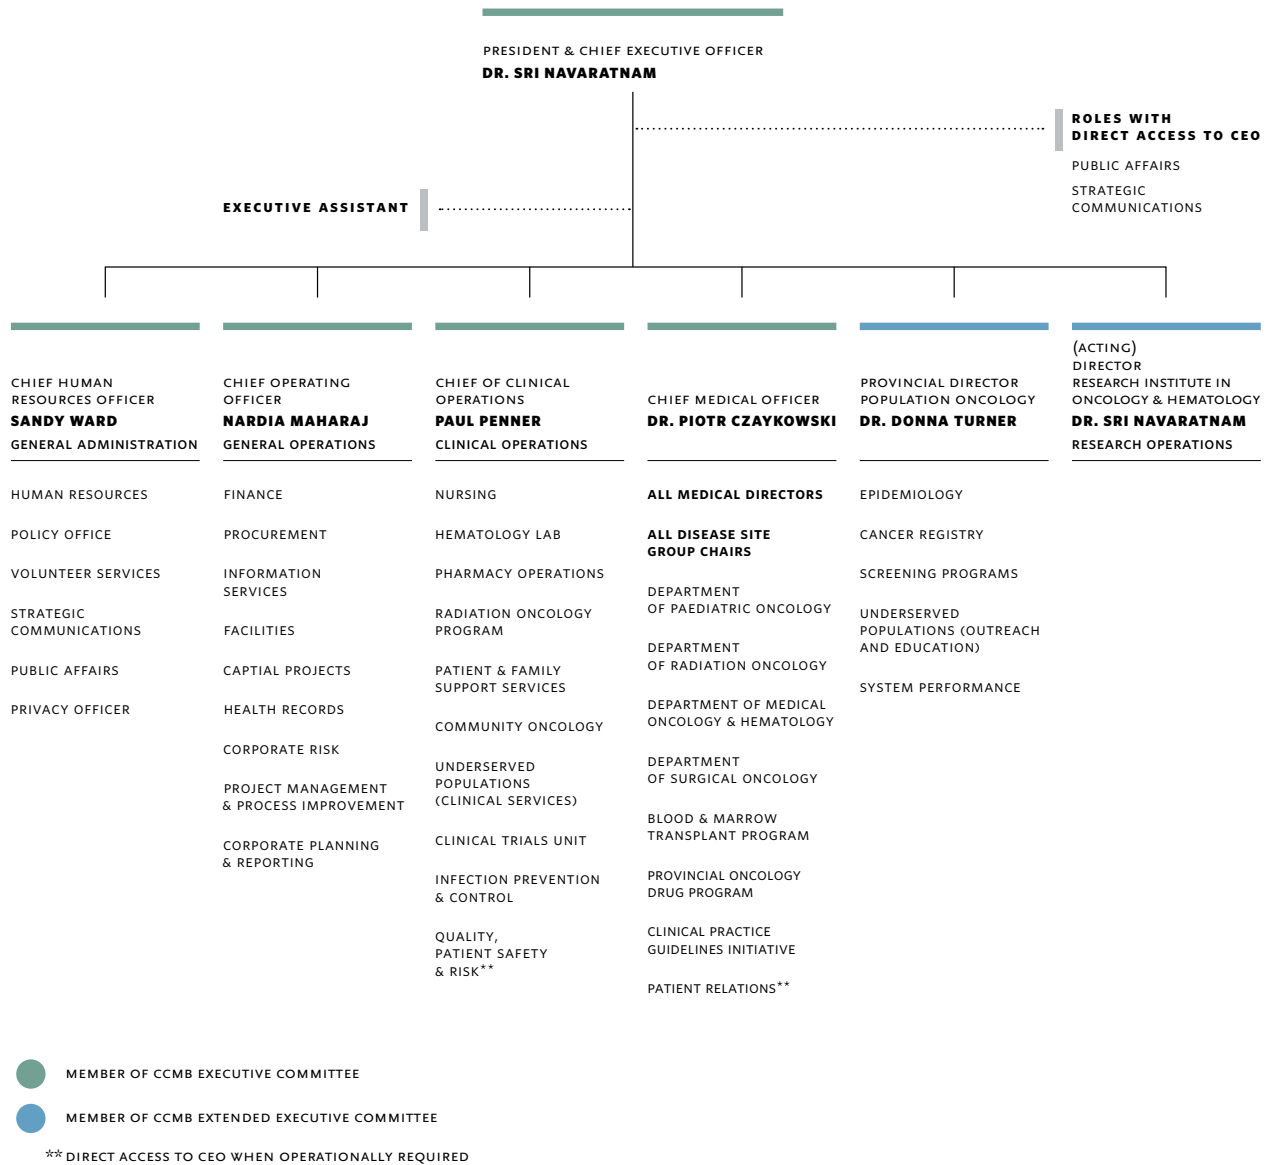 PRESIDENT & CHIEF EXECUTIVE OFFICER
DR. SRI NAVARATNAM
ROLES WITH
DIRECT ACCESS TO CEO
PUBLIC AFFAIRS
STRATEGIC
COMMUNICATIONS
EXECUTIVE ASSISTANT
CHIEF HUMAN
RESOURCES OFFICER
SANDY WARD
GENERAL ADMINISTRATION
HUMAN RESOURCES
POLICY OFFICE
VOLUNTEER SERVICES
STRATEGIC
COMMUNICATIONS
PUBLIC AFFAIRS
PRIVACY OFFICER
CHIEF OPERATING
OFFICER
NARDIA MAHARAJ
GENERAL OPERATIONS
FINANCE
PROCUREMENT
INFORMATION
SERVICES
FACILITIES
CAPTIAL PROJECTS
HEALTH RECORDS
CORPORATE RISK
PROJECT MANAGEMENT
& PROCESS IMPROVEMENT
CORPORATE PLANNING
& REPORTING
CHIEF OF CLINICAL
OPERATIONS
PAUL PENNER
CLINICAL OPERATIONS
NURSING
HEMATOLOGY LAB
PHARMACY OPERATIONS
RADIATION ONCOLOGY
PROGRAM
PATIENT & FAMILY
SUPPORT SERVICES
COMMUNITY ONCOLOGY
UNDERSERVED
POPULATIONS
(CLINICAL SERVICES)
CLINICAL TRIALS UNIT
INFECTION PREVENTION
& CONTROL
QUALITY,
PATIENT SAFETY
& RISK**
CHIEF MEDICAL OFFICER
DR. PIOTR CZAYKOWSKI
ALL MEDICAL DIRECTORS
ALL DISEASE SITE
GROUP CHAIRS
DEPARTMENT
OF PAEDIATRIC ONCOLOGY
DEPARTMENT
OF RADIATION ONCOLOGY
DEPARTMENT OF MEDICAL
ONCOLOGY & HEMATOLOGY
DEPARTMENT
OF SURGICAL ONCOLOGY
BLOOD & MARROW
TRANSPLANT PROGRAM
PROVINCIAL ONCOLOGY
DRUG PROGRAM
CLINICAL PRACTICE
GUIDELINES INITIATIVE
PATIENT RELATIONS**
PROVINCIAL DIRECTOR
POPULATION ONCOLOGY
DR. DONNA TURNER
EPIDEMIOLOGY
CANCER REGISTRY
SCREENING PROGRAMS
UNDERSERVED
POPULATIONS (OUTREACH
AND EDUCATION)
SYSTEM PERFORMANCE
(ACTING)
DIRECTOR
RESEARCH INSTITUTE IN
ONCOLOGY & HEMATOLOGY
DR. SRI NAVARATNAM
RESEARCH OPERATIONS
MEMBER OF CCMB EXECUTIVE COMMITTEE
MEMBER OF CCMB EXTENDED EXECUTIVE COMMITTEE
** DIRECT ACCESS TO CEO WHEN OPERATIONALLY REQUIRED